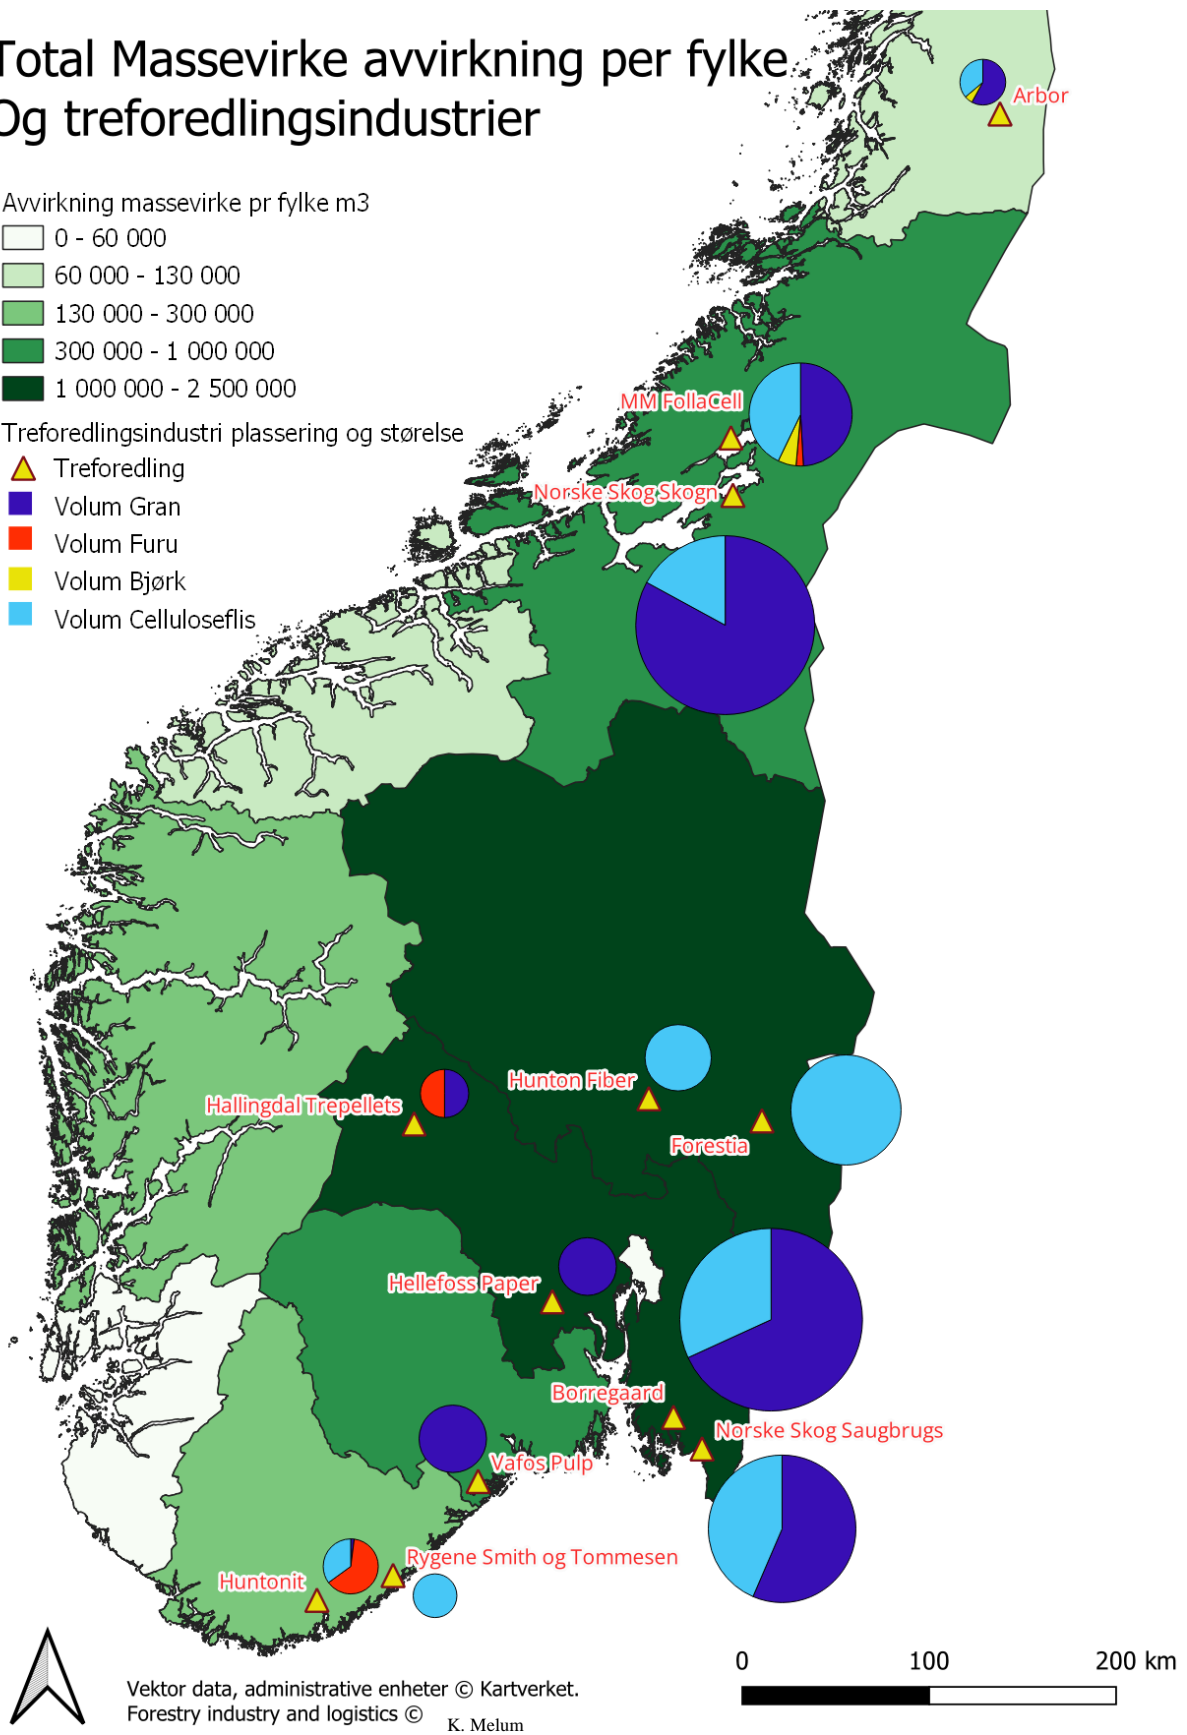 Total Massevirke avvirkning per fylke
Og treforedlingsindustrier
Avvirkning massevirke pr fylke m3
0 - 60 000
60 000 - 130 000
130 000 - 300 000
300 000 - 1 000 000
1 000 000 - 2 500 000
Treforedlingsindustri plassering og størelse
Treforedling
Volum Gran
Volum Furu
Volum Bjørk
Volum Celluloseflis
Arbor
MM FollaCell
Norske Skog Skogn
Hunton Fiber
Hallingdal Trepellets
Forestia
Hellefoss Paper
Borregaard
Norske Skog Saugbrugs
Vafos Pulp
Rygene Smith og Tommesen
Huntonit
0 100 200 km
Vektor data, administrative enheter © Kartverket.
Forestry industry and logistics ©
K. Melum